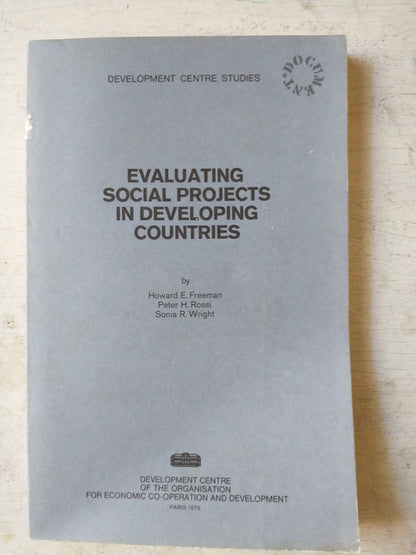 DEVELOPMENT CENTRE STUDIES
DOCUMENT
EVALUATING
SOCIAL PROJECTS
IN DEVELOPING
COUNTRIES
by
Howard E. Freeman
Peter H. Rossi
Sonia R. Wright
DEVELOPMENT CENTRE
OF THE ORGANISATION
FOR ECONOMIC CO-OPERATION AND DEVELOPMENT
PARIS 1979